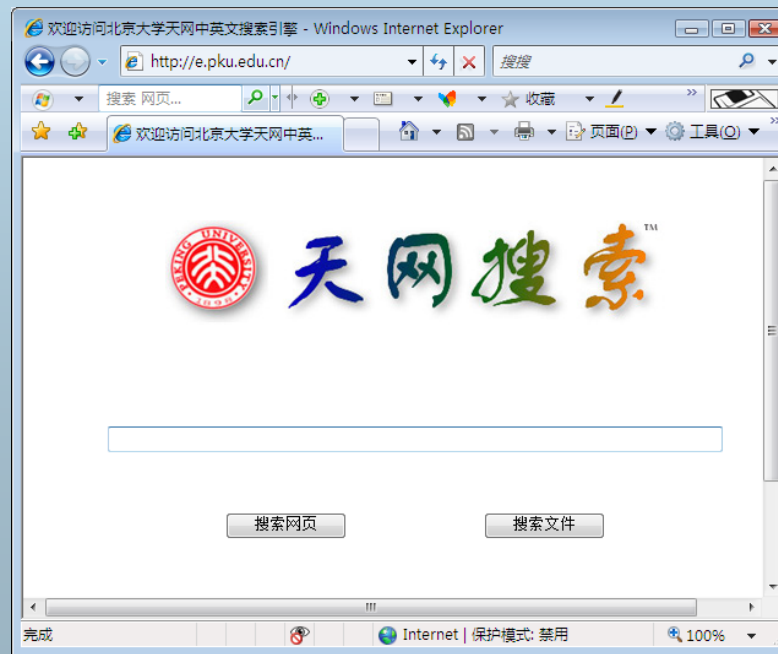 欢迎访问北京大学天网中英文搜索引擎 - Windows Internet Explorer
http://e.pku.edu.cn/
搜搜
搜索 网页...
收藏
欢迎访问北京大学天网中英...
页面(P)
工具(O)
PEKING UNIVERSITY
1898
天网搜索™
搜索网页
搜索文件
完成
Internet | 保护模式: 禁用
100%